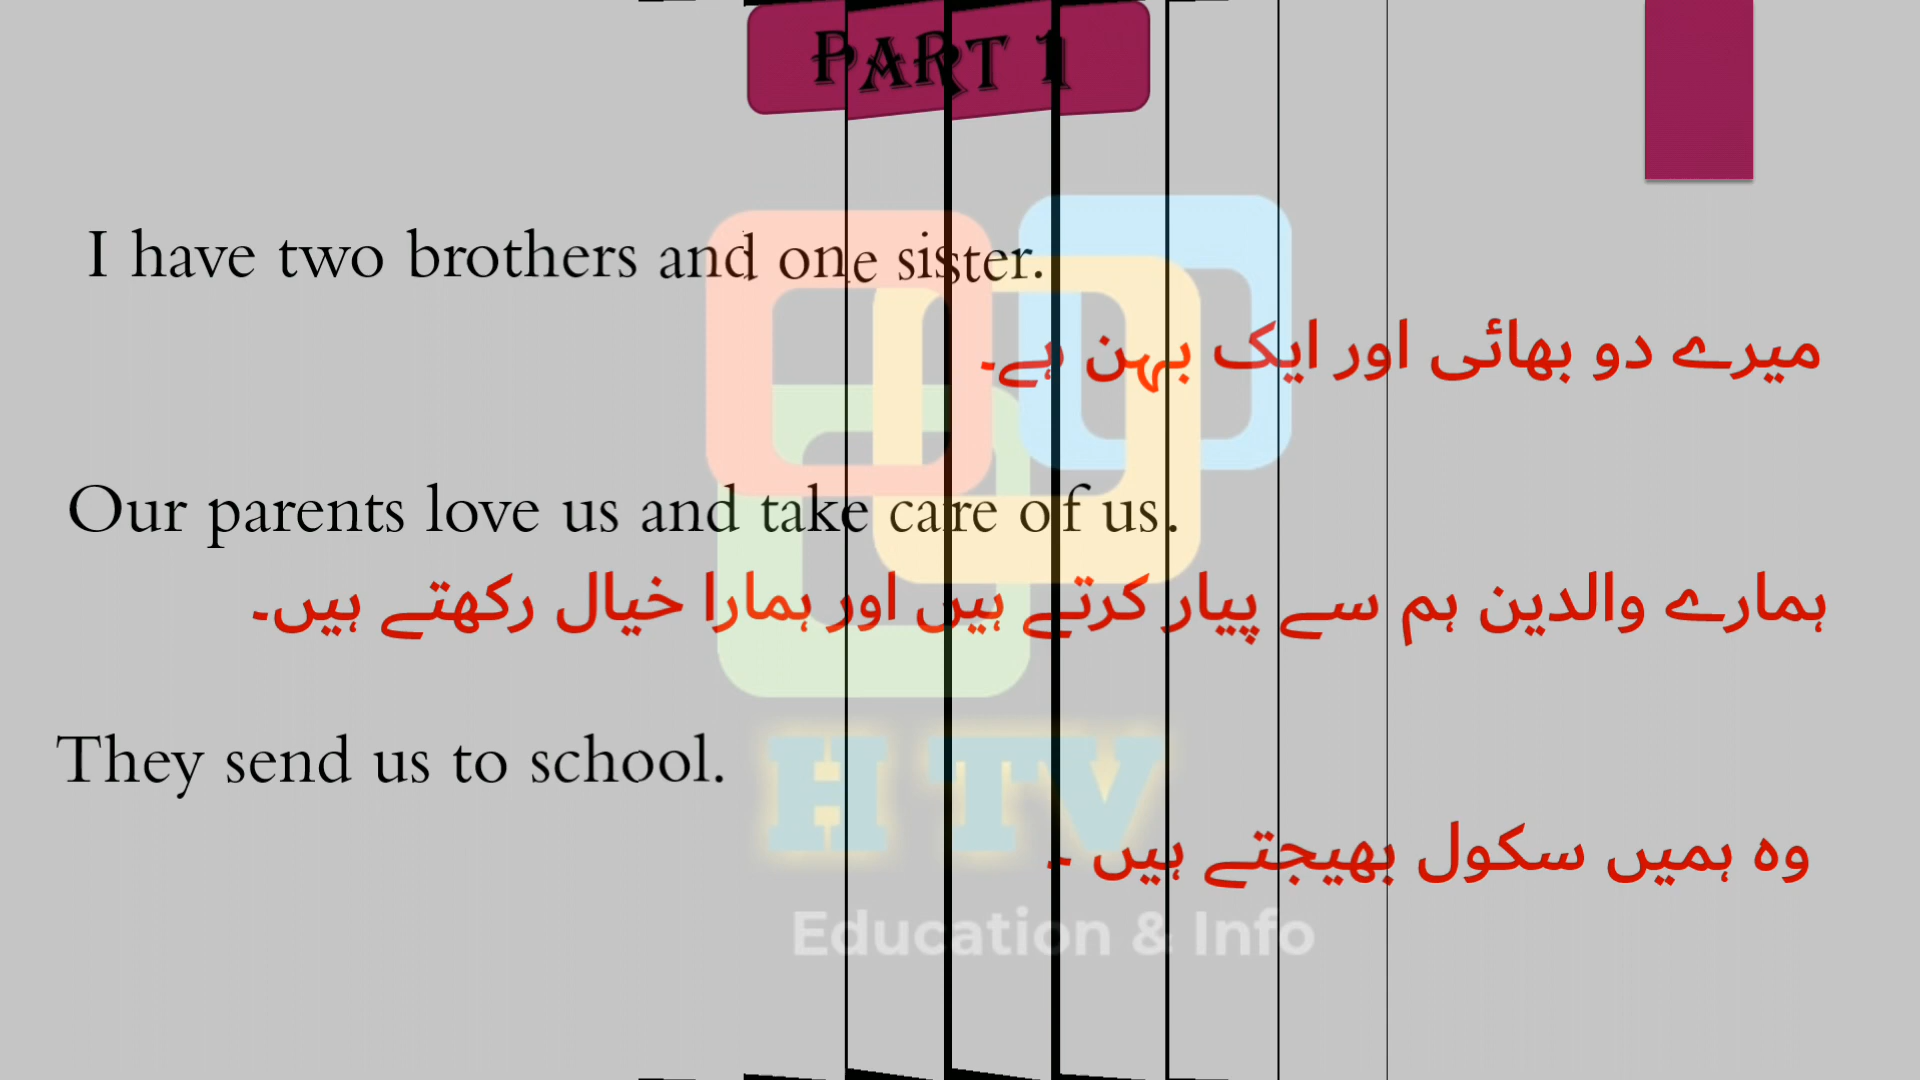 PART 1
I have two brothers and one sister.
میرے دو بھائی اور ایک بہن ہے۔
Our parents love us and take care of us.
ہمارے والدین ہم سے پیار کرتے ہیں اور ہمارا خیال رکھتے ہیں۔
They send us to school.
وہ ہمیں سکول بھیجتے ہیں ۔
H TV
Education & Info